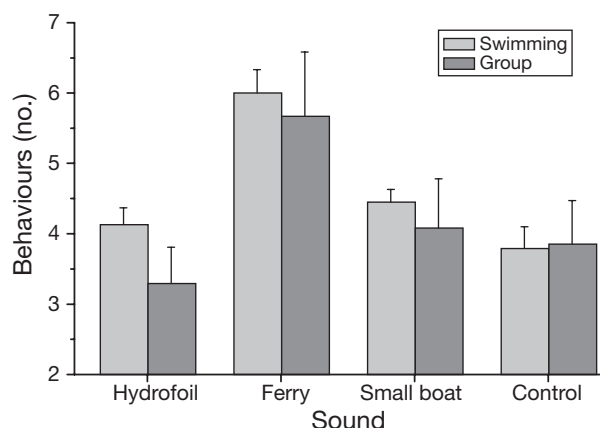 7
6
5
4
3
2
Behaviours (no.)
Swimming
Group
Hydrofoil Ferry Small boat Control
Sound